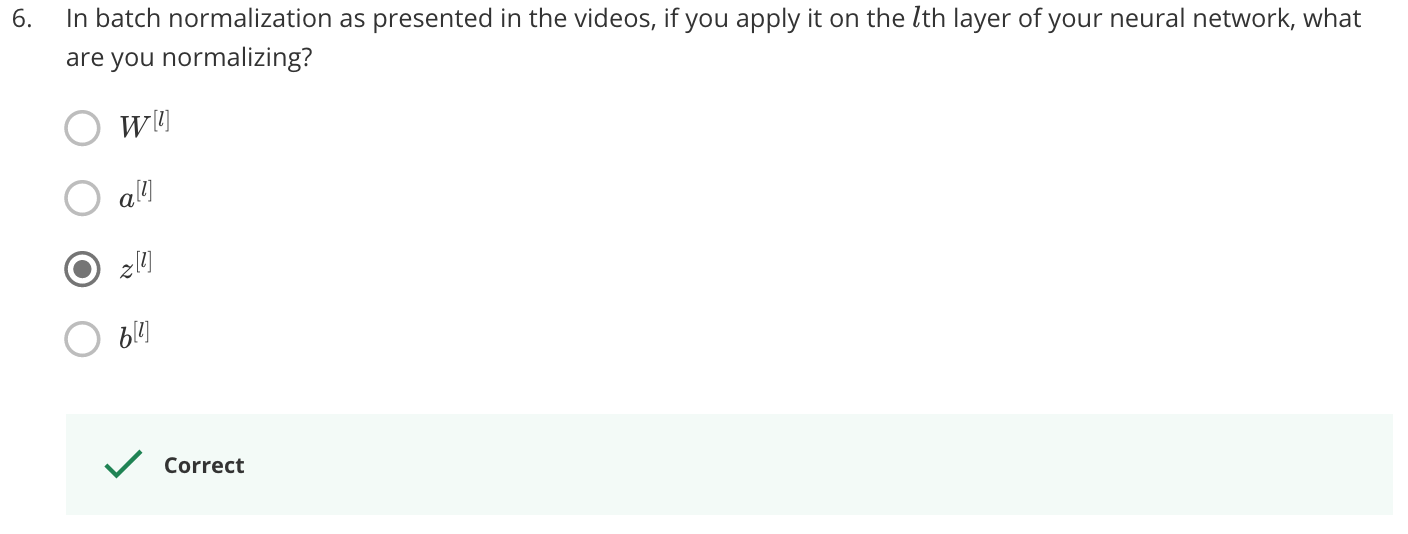 6. In batch normalization as presented in the videos, if you apply it on the lth layer of your neural network, what
are you normalizing?
W^[l]
a^[l]
z^[l]
b^[l]
Correct